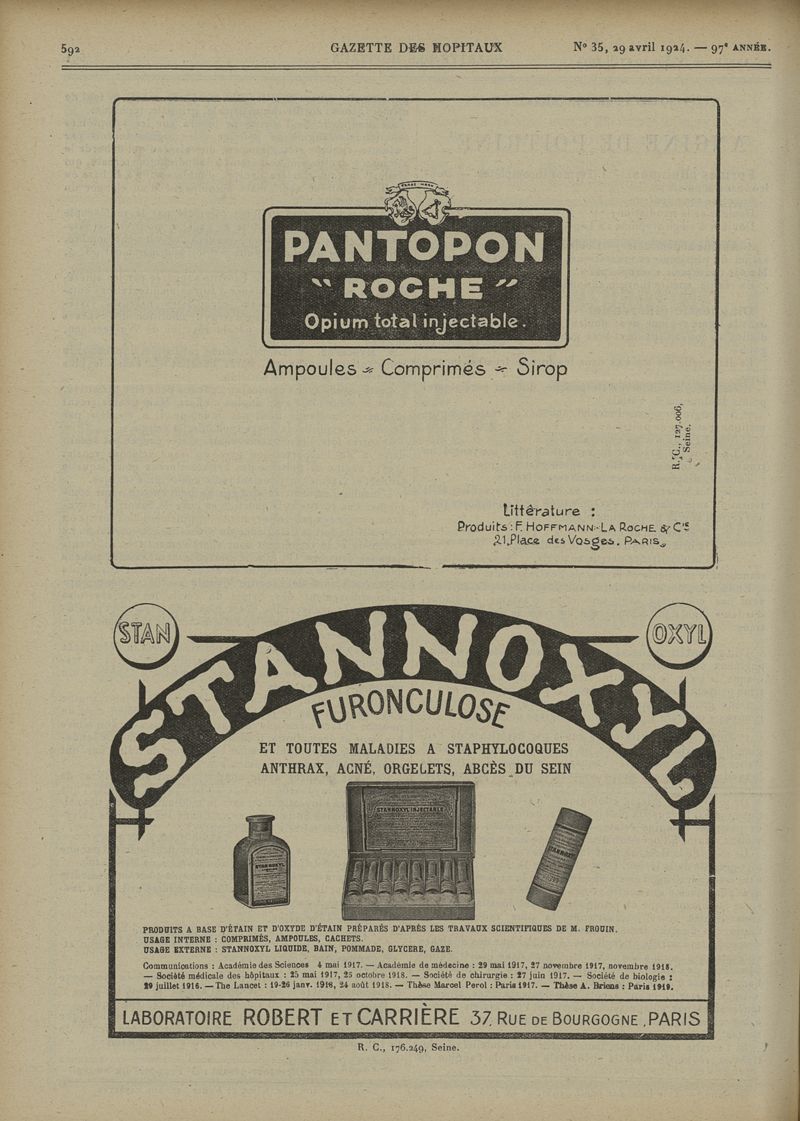 592
GAZETTE DES HOPITAUX
N° 35, 29 avril 1924. — 97e ANNÉE.
PANTOPON
"ROCHE"
Opium total injectable.
Ampoules - Comprimés - Sirop
R. C., 127.006,
Seine.
Littérature :
Produits : F. HOFFMANN-LA ROCHE & Cie
21, Place des Vosges, PARIS
STAN
OXYL
STANNOXYL
FURONCULOSE
ET TOUTES MALADIES A STAPHYLOCOQUES
ANTHRAX, ACNÉ, ORGELETS, ABCÈS DU SEIN
STANNOXYL INJECTABLE
STANNOXYL
STANNOXYL
PRODUITS A BASE D'ÉTAIN ET D'OXYDE D'ÉTAIN PRÉPARÉS D'APRÈS LES TRAVAUX SCIENTIFIQUES DE M. FROUIN.
USAGE INTERNE : COMPRIMÉS, AMPOULES, CACHETS.
USAGE EXTERNE : STANNOXYL LIQUIDE, BAIN, POMMADE, GLYCERE, GAZE.
Communications : Académie des Sciences 4 mai 1917. — Académie de médecine : 29 mai 1917, 27 novembre 1917, novembre 1918.
— Société médicale des hôpitaux : 25 mai 1917, 25 octobre 1918. — Société de chirurgie : 27 juin 1917. — Société de biologie :
29 juillet 1916. — The Lancet : 19-26 janv. 1918, 24 août 1918. — Thèse Marcel Perol : Paris 1917. — Thèse A. Briens : Paris 1919.
LABORATOIRE ROBERT ET CARRIÈRE 37, RUE DE BOURGOGNE, PARIS
R. C., 176.249, Seine.